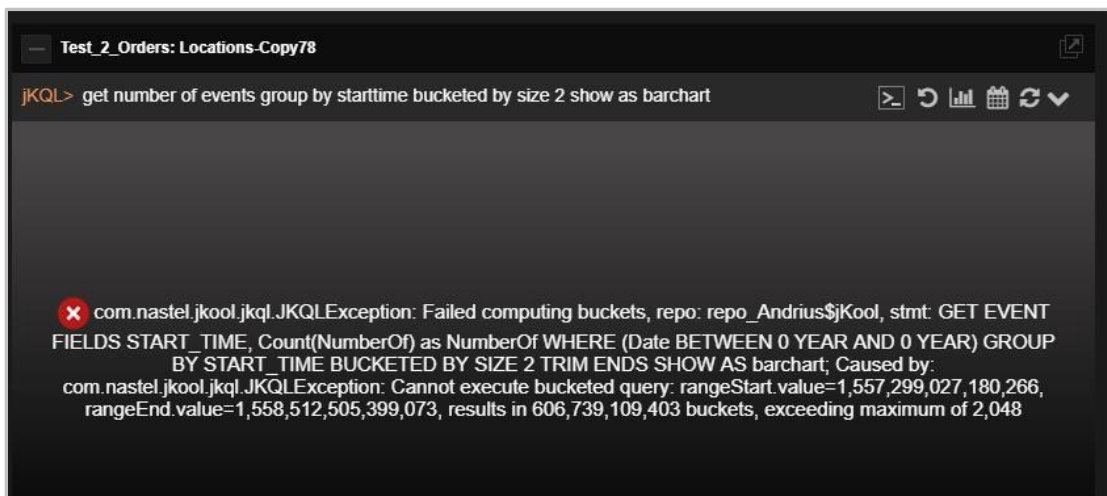 Test_2_Orders: Locations-Copy78
jKQL> get number of events group by starttime bucketed by size 2 show as barchart
com.nastel.jkool.jkql.JKQLException: Failed computing buckets, repo: repo_Andrius$jKool, stmt: GET EVENT
FIELDS START_TIME, Count(NumberOf) as NumberOf WHERE (Date BETWEEN 0 YEAR AND 0 YEAR) GROUP
BY START_TIME BUCKETED BY SIZE 2 TRIM ENDS SHOW AS barchart; Caused by:
com.nastel.jkool.jkql.JKQLException: Cannot execute bucketed query: rangeStart.value=1,557,299,027,180,266,
rangeEnd.value=1,558,512,505,399,073, results in 606,739,109,403 buckets, exceeding maximum of 2,048